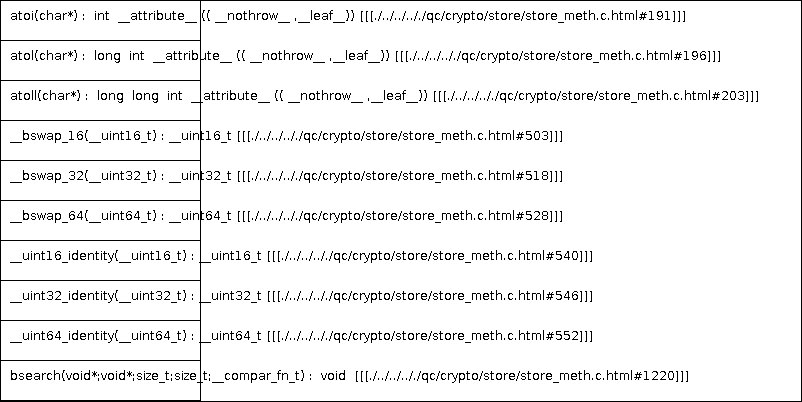 atoi(char*) : int __attribute__ (( __nothrow__ ,__leaf__)) [[[./../../././qc/crypto/store/store_meth.c.html#191]]]
atol(char*) : long int __attribute__ (( __nothrow__ ,__leaf__)) [[[./../../././qc/crypto/store/store_meth.c.html#196]]]
atoll(char*) : long long int __attribute__ (( __nothrow__ ,__leaf__)) [[[./../../././qc/crypto/store/store_meth.c.html#203]]]
__bswap_16(__uint16_t) : __uint16_t [[[./../../././qc/crypto/store/store_meth.c.html#503]]]
__bswap_32(__uint32_t) : __uint32_t [[[./../../././qc/crypto/store/store_meth.c.html#518]]]
__bswap_64(__uint64_t) : __uint64_t [[[./../../././qc/crypto/store/store_meth.c.html#528]]]
__uint16_identity(__uint16_t) : __uint16_t [[[./../../././qc/crypto/store/store_meth.c.html#540]]]
__uint32_identity(__uint32_t) : __uint32_t [[[./../../././qc/crypto/store/store_meth.c.html#546]]]
__uint64_identity(__uint64_t) : __uint64_t [[[./../../././qc/crypto/store/store_meth.c.html#552]]]
bsearch(void*;void*;size_t;size_t;__compar_fn_t) : void [[[./../../././qc/crypto/store/store_meth.c.html#1220]]]